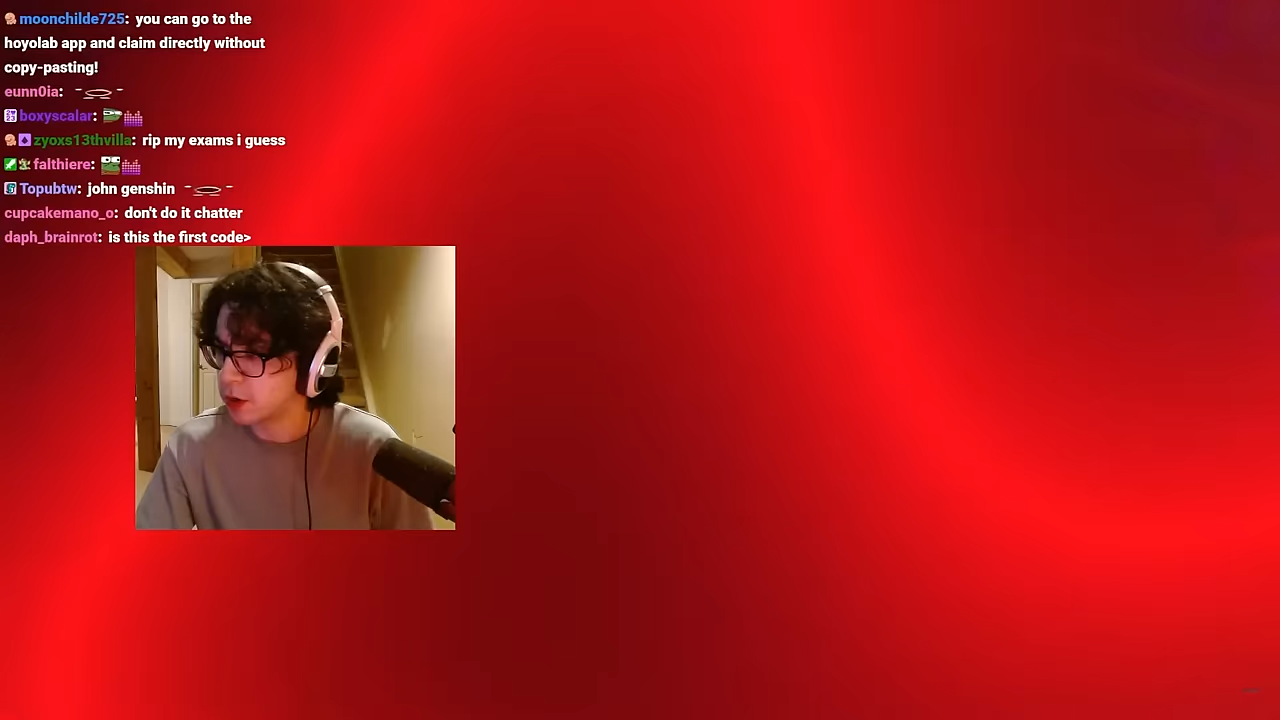 moonchilde725: you can go to the
hoyolab app and claim directly without
copy-pasting!
eunn0ia:
boxyscalar:
zyoxs13thvilla: rip my exams i guess
falthiere:
Topubtw: john genshin
cupcakemano_o: don't do it chatter
daph_brainrot: is this the first code>